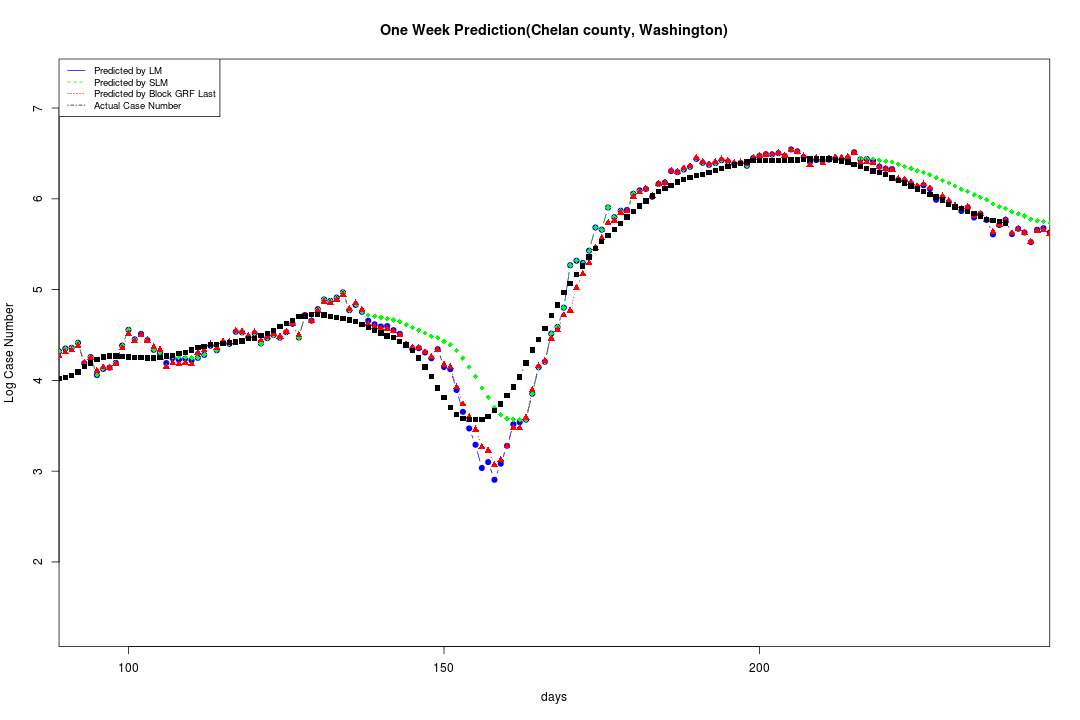 One Week Prediction(Chelan county, Washington)
Predicted by LM
Predicted by SLM
Predicted by Block GRF Last
Actual Case Number
7
6
5
4
3
2
Log Case Number
100 150 200
days